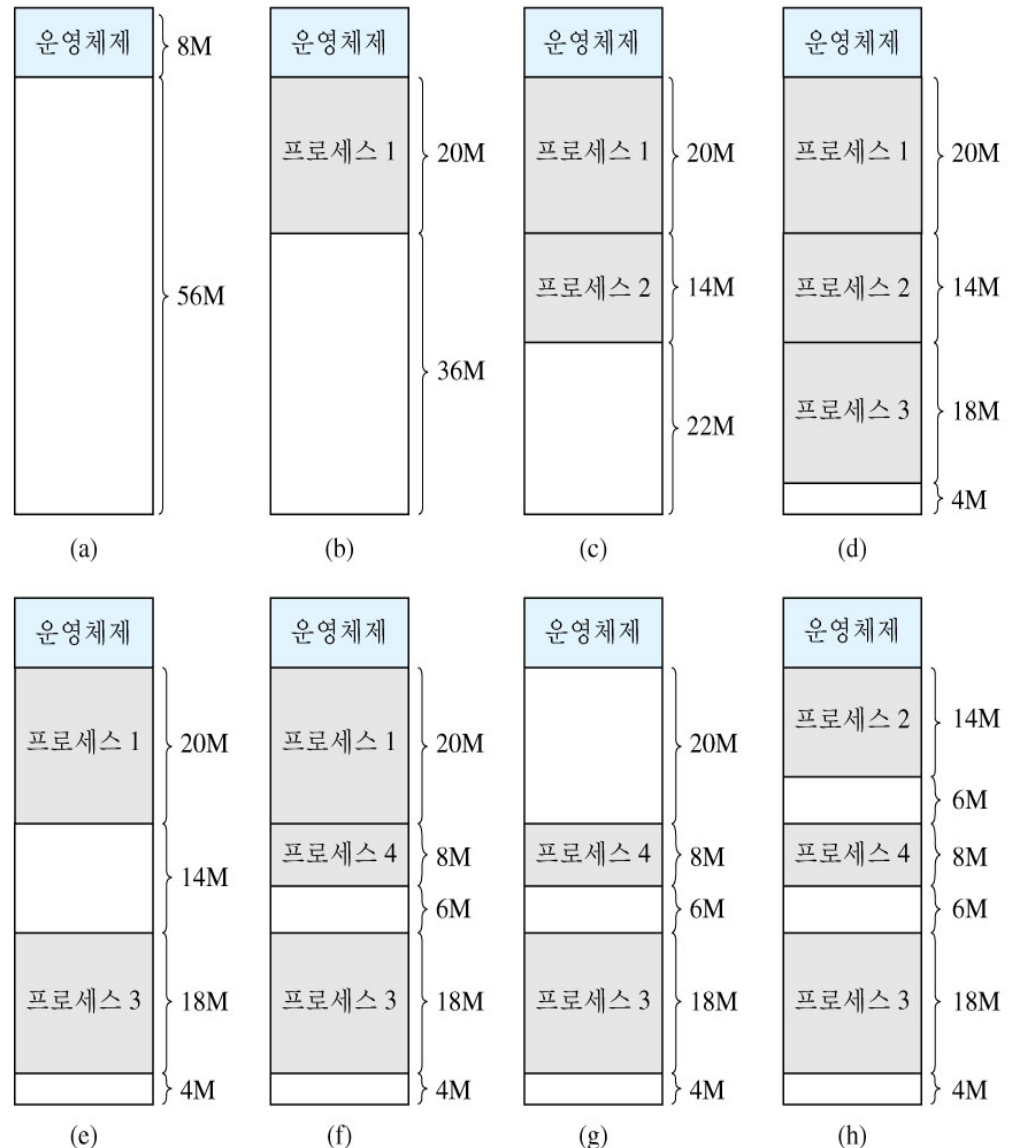 운영체제
8M
56M
(a)
운영체제
프로세스 1
20M
36M
(b)
운영체제
프로세스 1
20M
프로세스 2
14M
22M
(c)
운영체제
프로세스 1
20M
프로세스 2
14M
프로세스 3
18M
4M
(d)
운영체제
프로세스 1
20M
14M
프로세스 3
18M
4M
(e)
운영체제
프로세스 1
20M
프로세스 4
8M
6M
프로세스 3
18M
4M
(f)
운영체제
20M
프로세스 4
8M
6M
프로세스 3
18M
4M
(g)
운영체제
프로세스 2
14M
6M
프로세스 4
8M
6M
프로세스 3
18M
4M
(h)